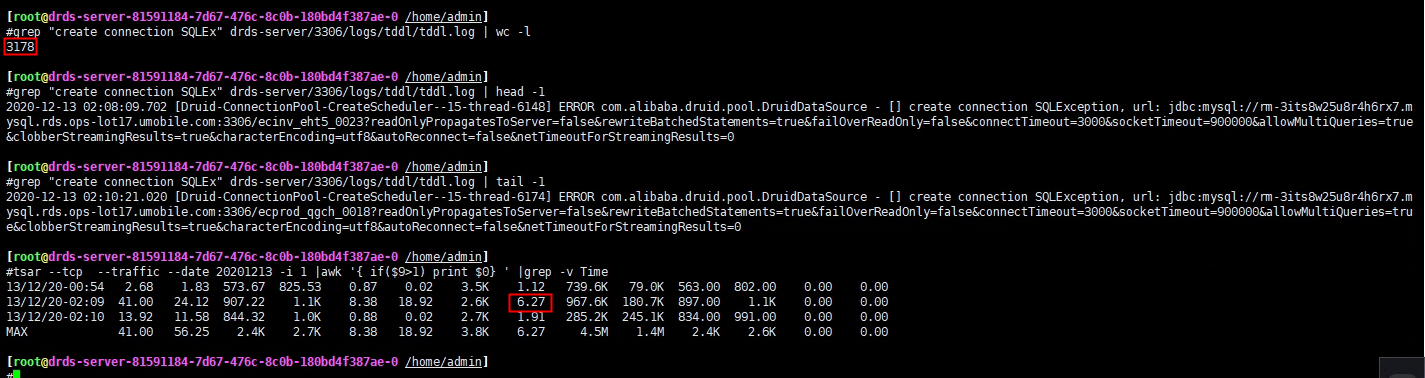 [root@drds-server-81591184-7d67-476c-8c0b-180bd4f387ae-0 /home/admin]
#grep "create connection SQLEx" drds-server/3306/logs/tddl/tddl.log | wc -l
3178
[root@drds-server-81591184-7d67-476c-8c0b-180bd4f387ae-0 /home/admin]
#grep "create connection SQLEx" drds-server/3306/logs/tddl/tddl.log | head -1
2020-12-13 02:08:09.702 [Druid-ConnectionPool-CreateScheduler--15-thread-6148] ERROR com.alibaba.druid.pool.DruidDataSource - [] create connection SQLException, url: jdbc:mysql://rm-3its8w25u8r4h6rx7.m
ysql.rds.ops-lot17.umobile.com:3306/ecinv_eht5_0023?readOnlyPropagatesToServer=false&rewriteBatchedStatements=true&failOverReadOnly=false&connectTimeout=3000&socketTimeout=900000&allowMultiQueries=true
&clobberStreamingResults=true&characterEncoding=utf8&autoReconnect=false&netTimeoutForStreamingResults=0
[root@drds-server-81591184-7d67-476c-8c0b-180bd4f387ae-0 /home/admin]
#grep "create connection SQLEx" drds-server/3306/logs/tddl/tddl.log | tail -1
2020-12-13 02:10:21.020 [Druid-ConnectionPool-CreateScheduler--15-thread-6174] ERROR com.alibaba.druid.pool.DruidDataSource - [] create connection SQLException, url: jdbc:mysql://rm-3its8w25u8r4h6rx7.m
ysql.rds.ops-lot17.umobile.com:3306/ecprod_qgch_0018?readOnlyPropagatesToServer=false&rewriteBatchedStatements=true&failOverReadOnly=false&connectTimeout=3000&socketTimeout=900000&allowMultiQueries=tru
e&clobberStreamingResults=true&characterEncoding=utf8&autoReconnect=false&netTimeoutForStreamingResults=0
[root@drds-server-81591184-7d67-476c-8c0b-180bd4f387ae-0 /home/admin]
#tsar --tcp  --traffic --date 20201213 -i 1 |awk '{ if($9>1) print $0} ' |grep -v Time
13/12/20-00:54 2.68 1.83 573.67 825.53 0.87 0.02 3.5K 1.12 739.6K 79.0K 563.00 802.00 0.00 0.00
13/12/20-02:09 41.00 24.12 907.22 1.1K 8.38 18.92 2.6K 6.27 967.6K 180.7K 897.00 1.1K 0.00 0.00
13/12/20-02:10 13.92 11.58 844.32 1.0K 0.88 0.02 2.7K 1.91 285.2K 245.1K 834.00 991.00 0.00 0.00
MAX 41.00 56.25 2.4K 2.7K 8.38 18.92 3.8K 6.27 4.5M 1.4M 2.4K 2.6K 0.00 0.00
[root@drds-server-81591184-7d67-476c-8c0b-180bd4f387ae-0 /home/admin]
#